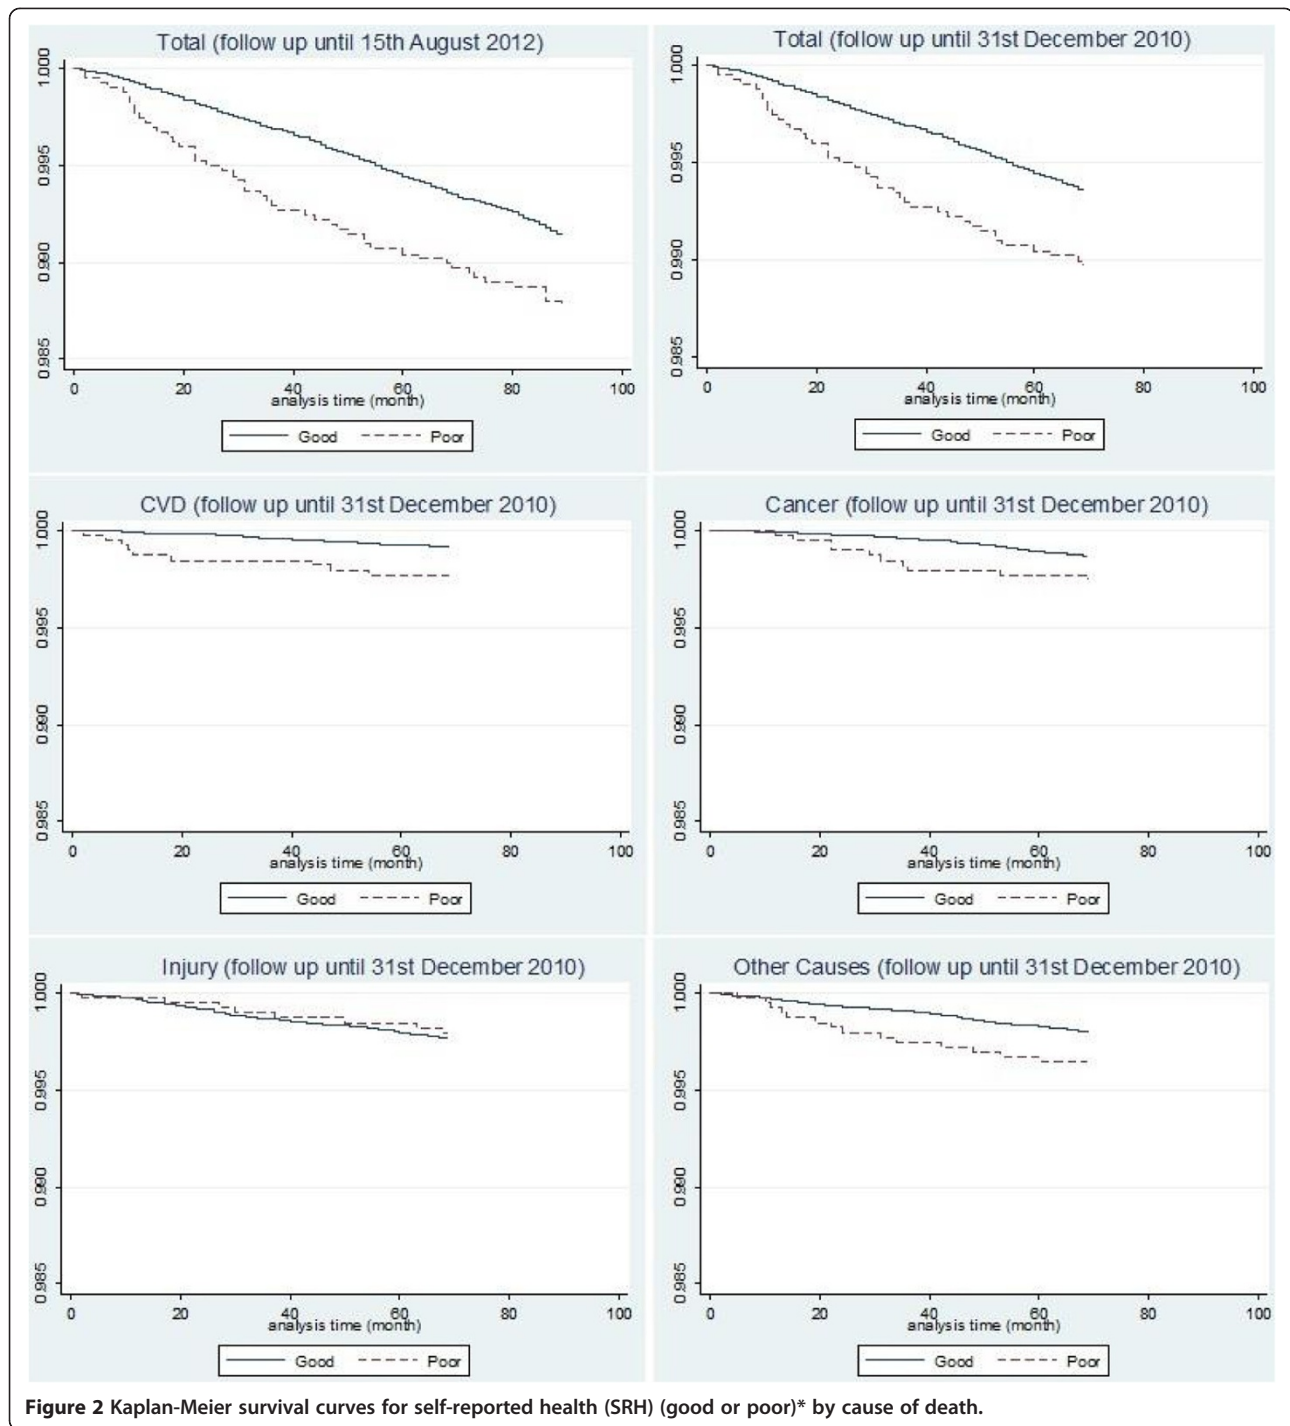 Total (follow up until 15th August 2012)
1.000
0.995
0.990
0.985
0 20 40 60 80 100
analysis time (month)
Good Poor
Total (follow up until 31st December 2010)
1.000
0.995
0.990
0.985
0 20 40 60 80 100
analysis time (month)
Good Poor
CVD (follow up until 31st December 2010)
1.000
0.995
0.990
0.985
0 20 40 60 80 100
analysis time (month)
Good Poor
Cancer (follow up until 31st December 2010)
1.000
0.995
0.990
0.985
0 20 40 60 80 100
analysis time (month)
Good Poor
Injury (follow up until 31st December 2010)
1.000
0.995
0.990
0.985
0 20 40 60 80 100
analysis time (month)
Good Poor
Other Causes (follow up until 31st December 2010)
1.000
0.995
0.990
0.985
0 20 40 60 80 100
analysis time (month)
Good Poor
Figure 2 Kaplan-Meier survival curves for self-reported health (SRH) (good or poor)* by cause of death.